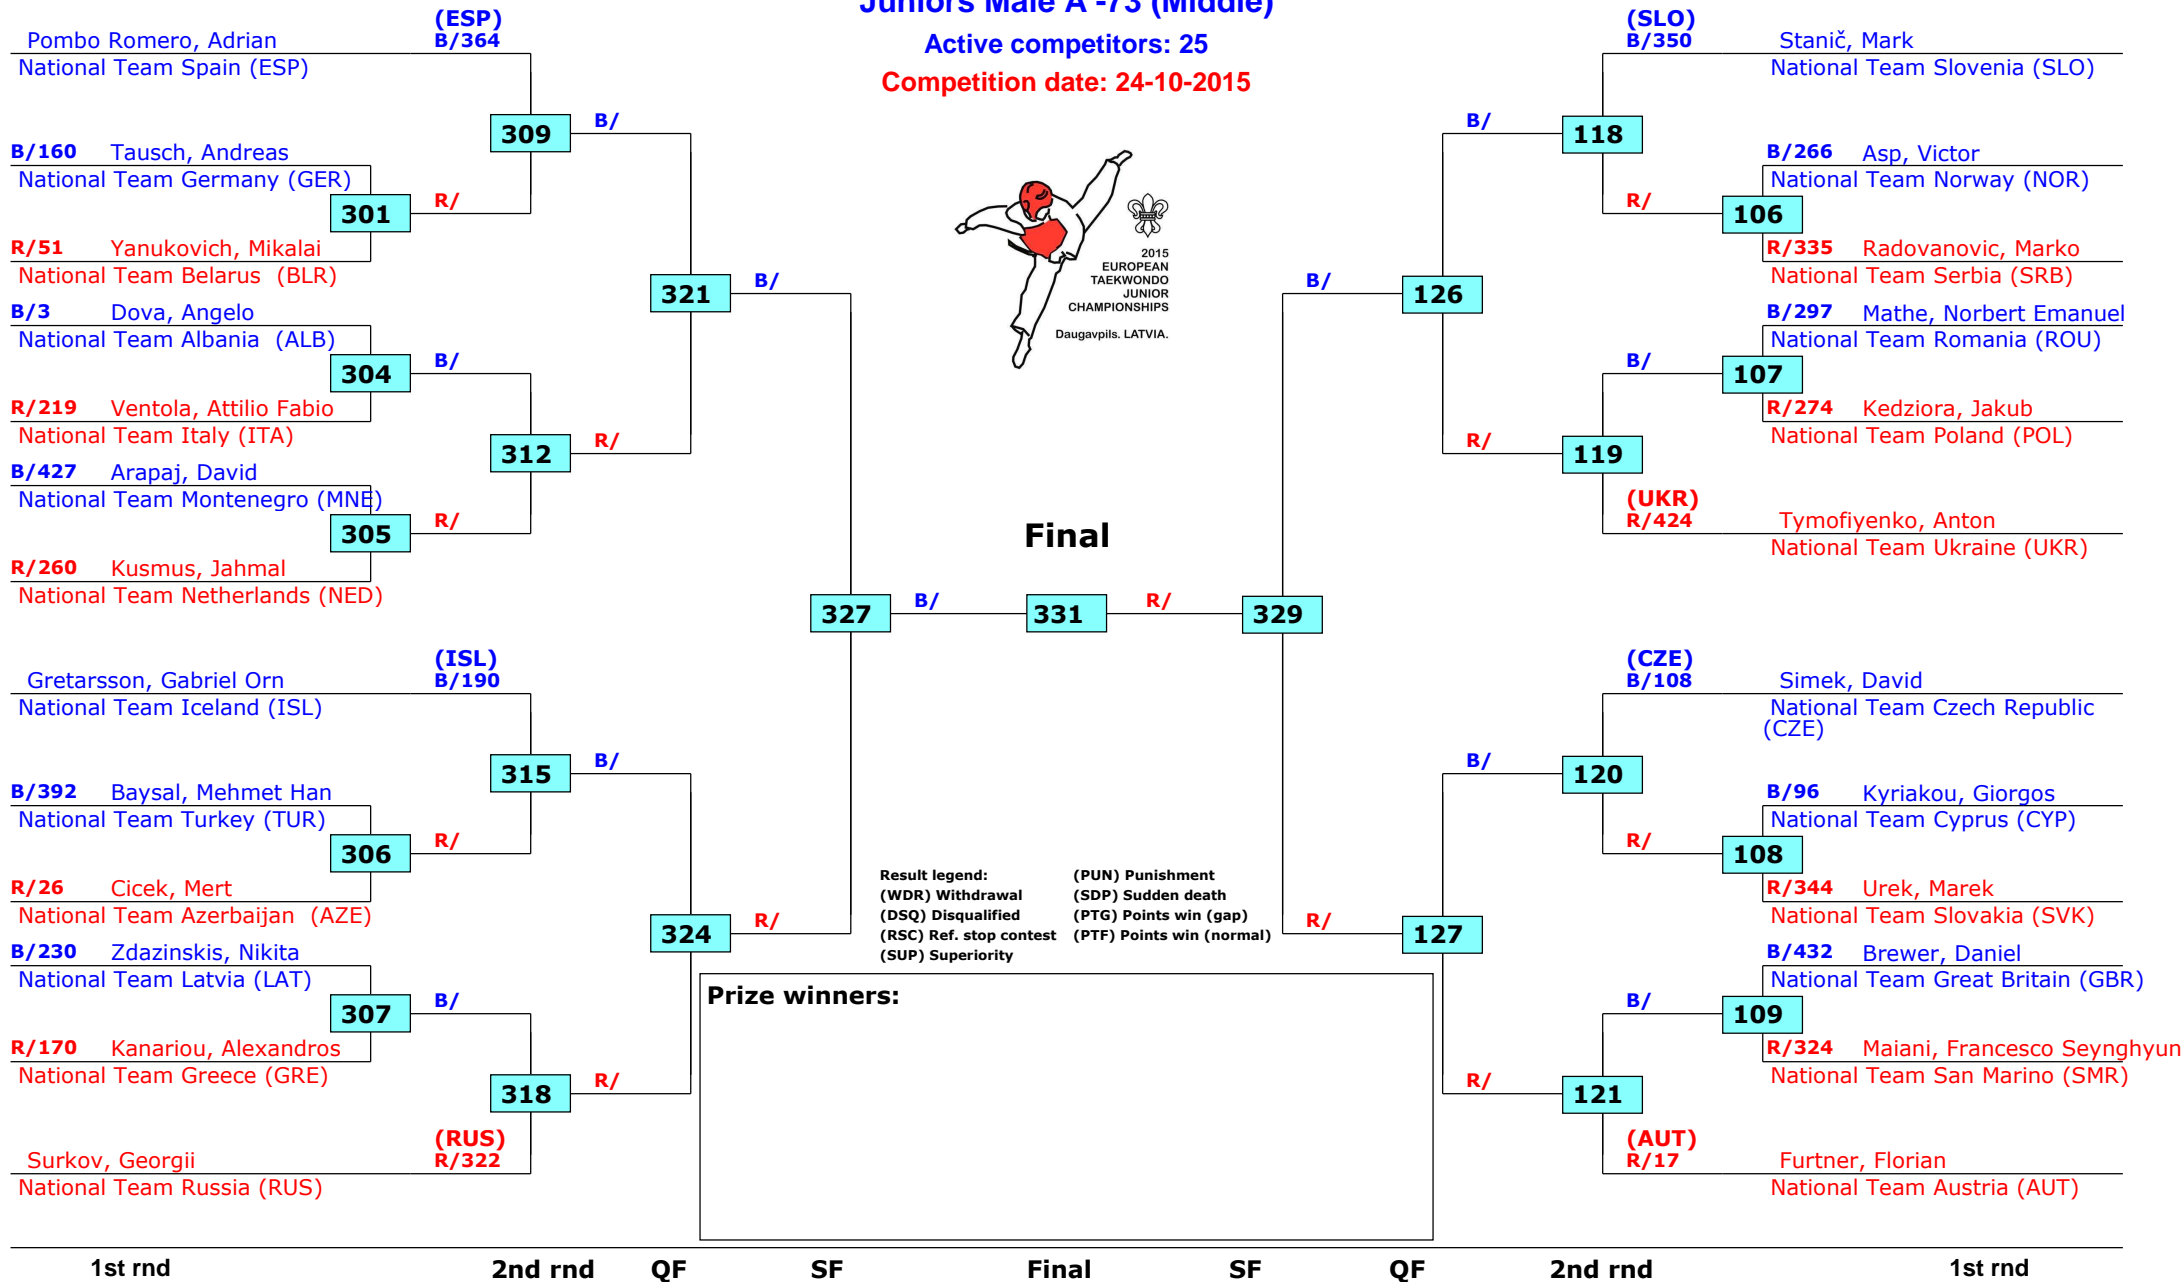 Juniors Male A -73 (Middle)
Active competitors: 25
Competition date: 24-10-2015
(ESP)
Pombo Romero, Adrian B/364
National Team Spain (ESP)
309 B/
B/160 Tausch, Andreas
National Team Germany (GER)
301 R/
R/51 Yanukovich, Mikalai
National Team Belarus (BLR)
321 B/
B/3 Dova, Angelo
National Team Albania (ALB)
304 B/
R/219 Ventola, Attilio Fabio
National Team Italy (ITA)
312 R/
B/427 Arapaj, David
National Team Montenegro (MNE)
305 R/
R/260 Kusmus, Jahmal
National Team Netherlands (NED)
327 B/
(ISL)
Gretarsson, Gabriel Orn B/190
National Team Iceland (ISL)
315 B/
B/392 Baysal, Mehmet Han
National Team Turkey (TUR)
306 R/
R/26 Cicek, Mert
National Team Azerbaijan (AZE)
324 R/
B/230 Zdazinskis, Nikita
National Team Latvia (LAT)
307 B/
R/170 Kanariou, Alexandros
National Team Greece (GRE)
318 R/
(RUS)
Surkov, Georgii R/322
National Team Russia (RUS)
2015
EUROPEAN
TAEKWONDO
JUNIOR
CHAMPIONSHIPS
Daugavpils. LATVIA.
Final
331
Result legend: (PUN) Punishment
(WDR) Withdrawal (SDP) Sudden death
(DSQ) Disqualified (PTG) Points win (gap)
(RSC) Ref. stop contest (PTF) Points win (normal)
(SUP) Superiority
Prize winners:
(SLO)
B/350 Stanič, Mark
National Team Slovenia (SLO)
B/ 118
B/266 Asp, Victor
National Team Norway (NOR)
R/ 106
R/335 Radovanovic, Marko
National Team Serbia (SRB)
B/ 126
B/297 Mathe, Norbert Emanuel
National Team Romania (ROU)
B/ 107
R/274 Kedziora, Jakub
National Team Poland (POL)
R/ 119
(UKR)
R/424 Tymofiyenko, Anton
National Team Ukraine (UKR)
R/ 329
(CZE)
B/108 Simek, David
National Team Czech Republic
(CZE)
B/ 120
B/96 Kyriakou, Giorgos
National Team Cyprus (CYP)
R/ 108
R/344 Urek, Marek
National Team Slovakia (SVK)
R/ 127
B/432 Brewer, Daniel
National Team Great Britain (GBR)
B/ 109
R/324 Maiani, Francesco Seynghyun
National Team San Marino (SMR)
R/ 121
(AUT)
R/17 Furtner, Florian
National Team Austria (AUT)
1st rnd 2nd rnd QF SF Final SF QF 2nd rnd 1st rnd